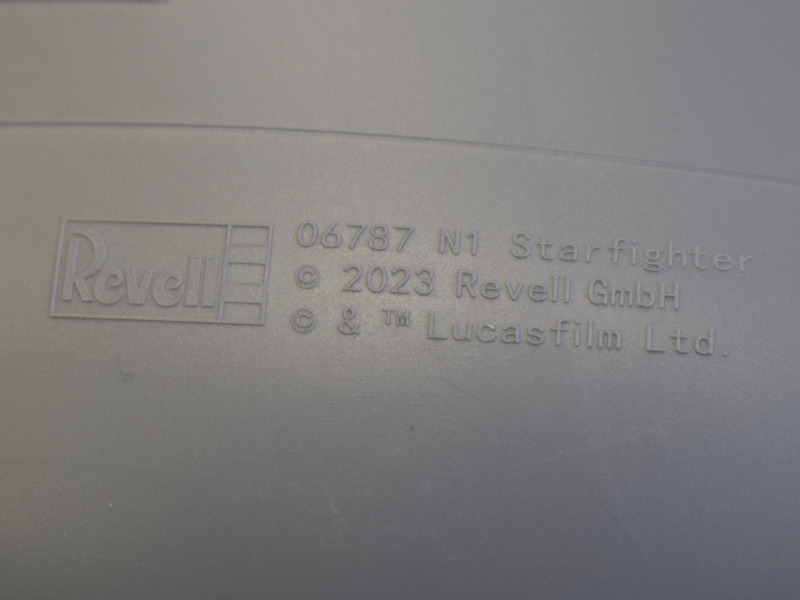 Revell
06787 N1 Starfighter
© 2023 Revell GmbH
© & ™ Lucasfilm Ltd.